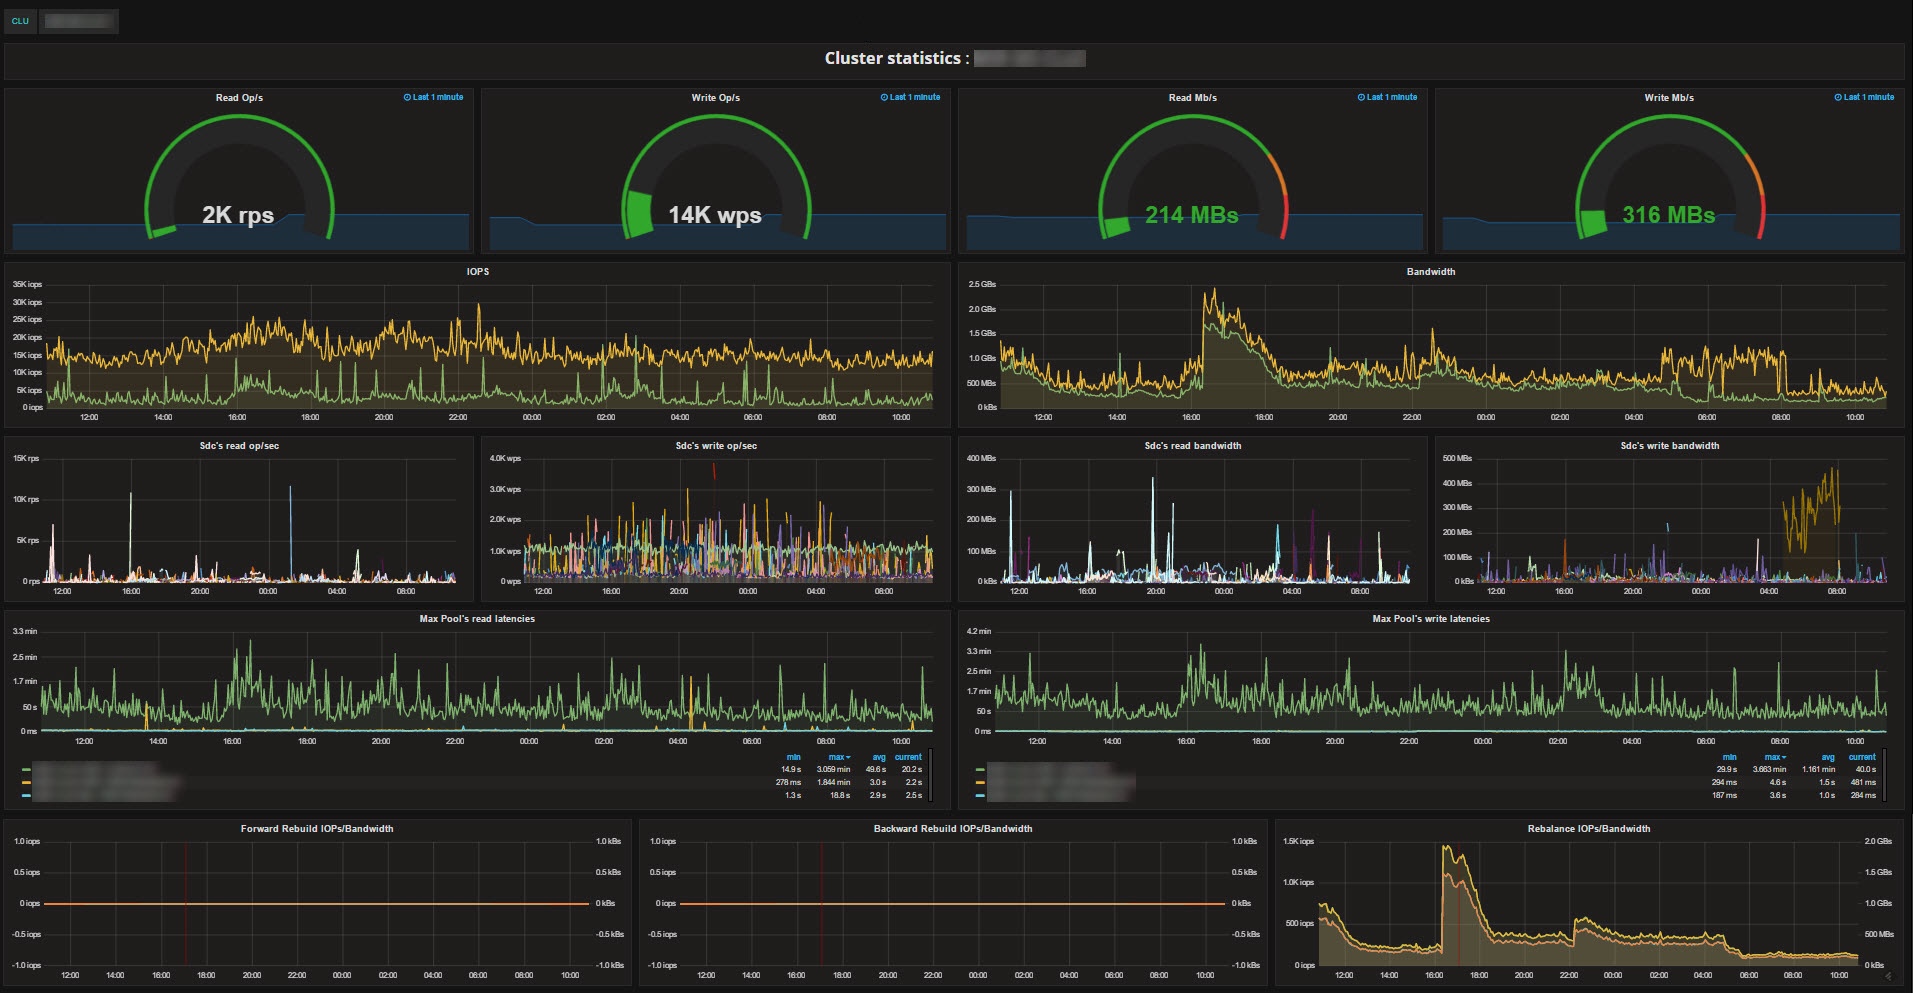 CLU
Cluster statistics :
Read Op/s
Last 1 minute
2K rps
Write Op/s
Last 1 minute
14K wps
Read Mb/s
Last 1 minute
214 MBs
Write Mb/s
Last 1 minute
316 MBs
IOPS
35K iops
30K iops
25K iops
20K iops
15K iops
10K iops
5K iops
0 iops
12:00 14:00 16:00 18:00 20:00 22:00 00:00 02:00 04:00 06:00 08:00 10:00
Bandwidth
2.5 GBs
2.0 GBs
1.5 GBs
1.0 GBs
500 MBs
0 kBs
12:00 14:00 16:00 18:00 20:00 22:00 00:00 02:00 04:00 06:00 08:00 10:00
Sdc's read op/sec
15K rps
10K rps
5K rps
0 rps
12:00 16:00 20:00 00:00 04:00 08:00
Sdc's write op/sec
4.0K wps
3.0K wps
2.0K wps
1.0K wps
0 wps
12:00 16:00 20:00 00:00 04:00 08:00
Sdc's read bandwidth
400 MBs
300 MBs
200 MBs
100 MBs
0 kBs
12:00 16:00 20:00 00:00 04:00 08:00
Sdc's write bandwidth
500 MBs
400 MBs
300 MBs
200 MBs
100 MBs
0 kBs
12:00 16:00 20:00 00:00 04:00 08:00
Max Pool's read latencies
3.3 min
2.5 min
1.7 min
50 s
0 ms
12:00 14:00 16:00 18:00 20:00 22:00 00:00 02:00 04:00 06:00 08:00 10:00
min max avg current
14.9 s 3.059 min 49.6 s 20.2 s
278 ms 1.844 min 3.0 s 2.2 s
1.3 s 18.8 s 2.9 s 2.5 s
Max Pool's write latencies
4.2 min
3.3 min
2.5 min
1.7 min
50 s
0 ms
12:00 14:00 16:00 18:00 20:00 22:00 00:00 02:00 04:00 06:00 08:00 10:00
min max avg current
29.9 s 3.663 min 1.161 min 40.0 s
294 ms 4.6 s 1.5 s 481 ms
187 ms 3.6 s 1.0 s 284 ms
Forward Rebuild IOPs/Bandwidth
1.0 iops 1.0 kBs
0.5 iops 0.5 kBs
0 iops 0 kBs
-0.5 iops -0.5 kBs
-1.0 iops -1.0 kBs
12:00 14:00 16:00 18:00 20:00 22:00 00:00 02:00 04:00 06:00 08:00 10:00
Backward Rebuild IOPs/Bandwidth
1.0 iops 1.0 kBs
0.5 iops 0.5 kBs
0 iops 0 kBs
-0.5 iops -0.5 kBs
-1.0 iops -1.0 kBs
12:00 14:00 16:00 18:00 20:00 22:00 00:00 02:00 04:00 06:00 08:00 10:00
Rebalance IOPs/Bandwidth
1.5K iops 2.0 GBs
1.5 GBs
1.0K iops
1.0 GBs
500 iops
500 MBs
0 iops 0 kBs
12:00 14:00 16:00 18:00 20:00 22:00 00:00 02:00 04:00 06:00 08:00 10:00